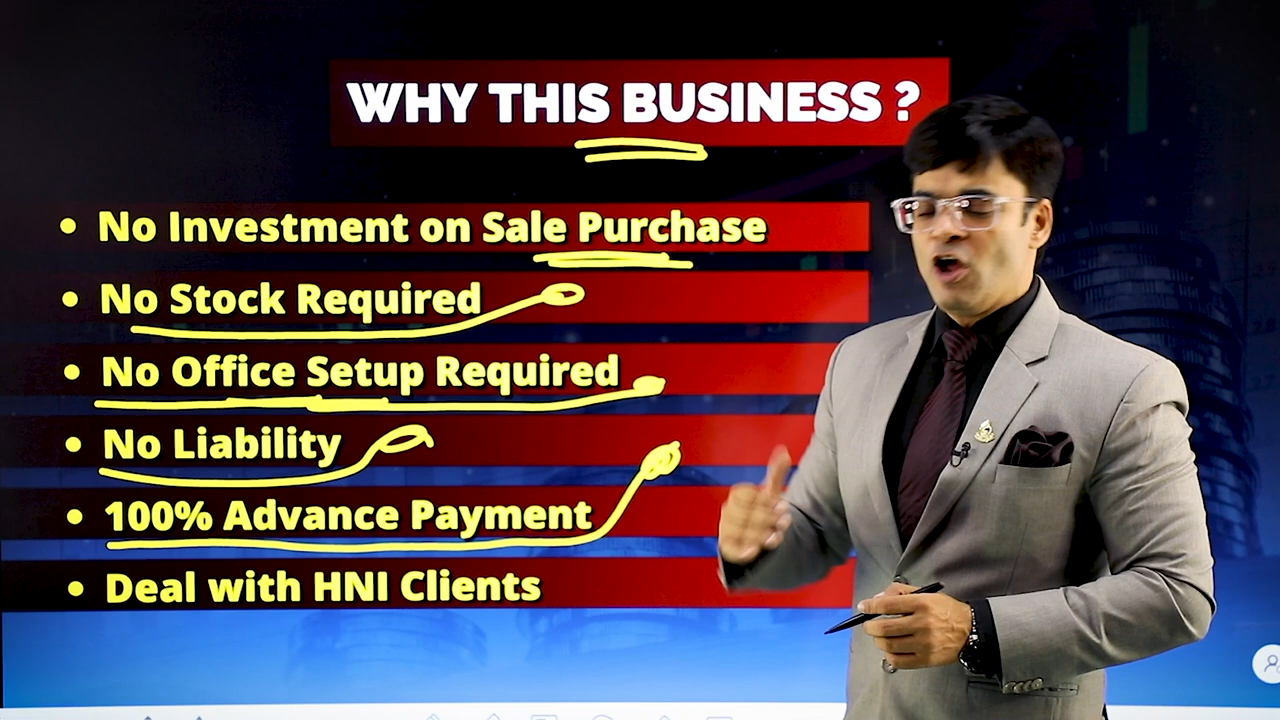 WHY THIS BUSINESS ?
• No Investment on Sale Purchase
• No Stock Required
• No Office Setup Required
• No Liability
• 100% Advance Payment
• Deal with HNI Clients